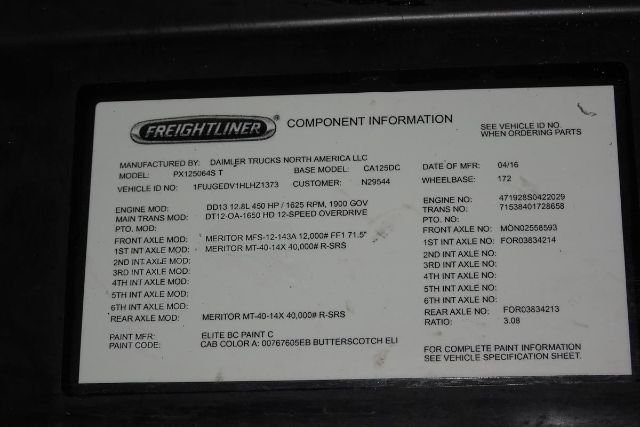 FREIGHTLINER ® COMPONENT INFORMATION
SEE VEHICLE ID NO.
WHEN ORDERING PARTS
MANUFACTURED BY: DAIMLER TRUCKS NORTH AMERICA LLC
MODEL: PX125064S T BASE MODEL: CA125DC DATE OF MFR: 04/16
VEHICLE ID NO: 1FUJGEDV1HLHZ1373 CUSTOMER: N29544 WHEELBASE: 172
ENGINE MOD: DD13 12.8L 450 HP / 1625 RPM, 1900 GOV ENGINE NO: 471928S0422029
MAIN TRANS MOD: DT12-OA-1650 HD 12-SPEED OVERDRIVE TRANS NO: 71538401728658
PTO. MOD: PTO. NO:
FRONT AXLE MOD: MERITOR MFS-12-143A 12,000# FF1 71.5" FRONT AXLE NO: MON02558593
1ST INT AXLE MOD: MERITOR MT-40-14X 40,000# R-SRS 1ST INT AXLE NO: FOR03834214
2ND INT AXLE MOD: 2ND INT AXLE NO:
3RD INT AXLE MOD: 3RD INT AXLE NO:
4TH INT AXLE MOD: 4TH INT AXLE NO:
5TH INT AXLE MOD: 5TH INT AXLE NO:
6TH INT AXLE MOD: 6TH INT AXLE NO:
REAR AXLE MOD: MERITOR MT-40-14X 40,000# R-SRS REAR AXLE NO: FOR03834213
RATIO: 3.08
PAINT MFR: ELITE BC PAINT C
PAINT CODE: CAB COLOR A: 00767605EB BUTTERSCOTCH ELI
FOR COMPLETE PAINT INFORMATION
SEE VEHICLE SPECIFICATION SHEET.